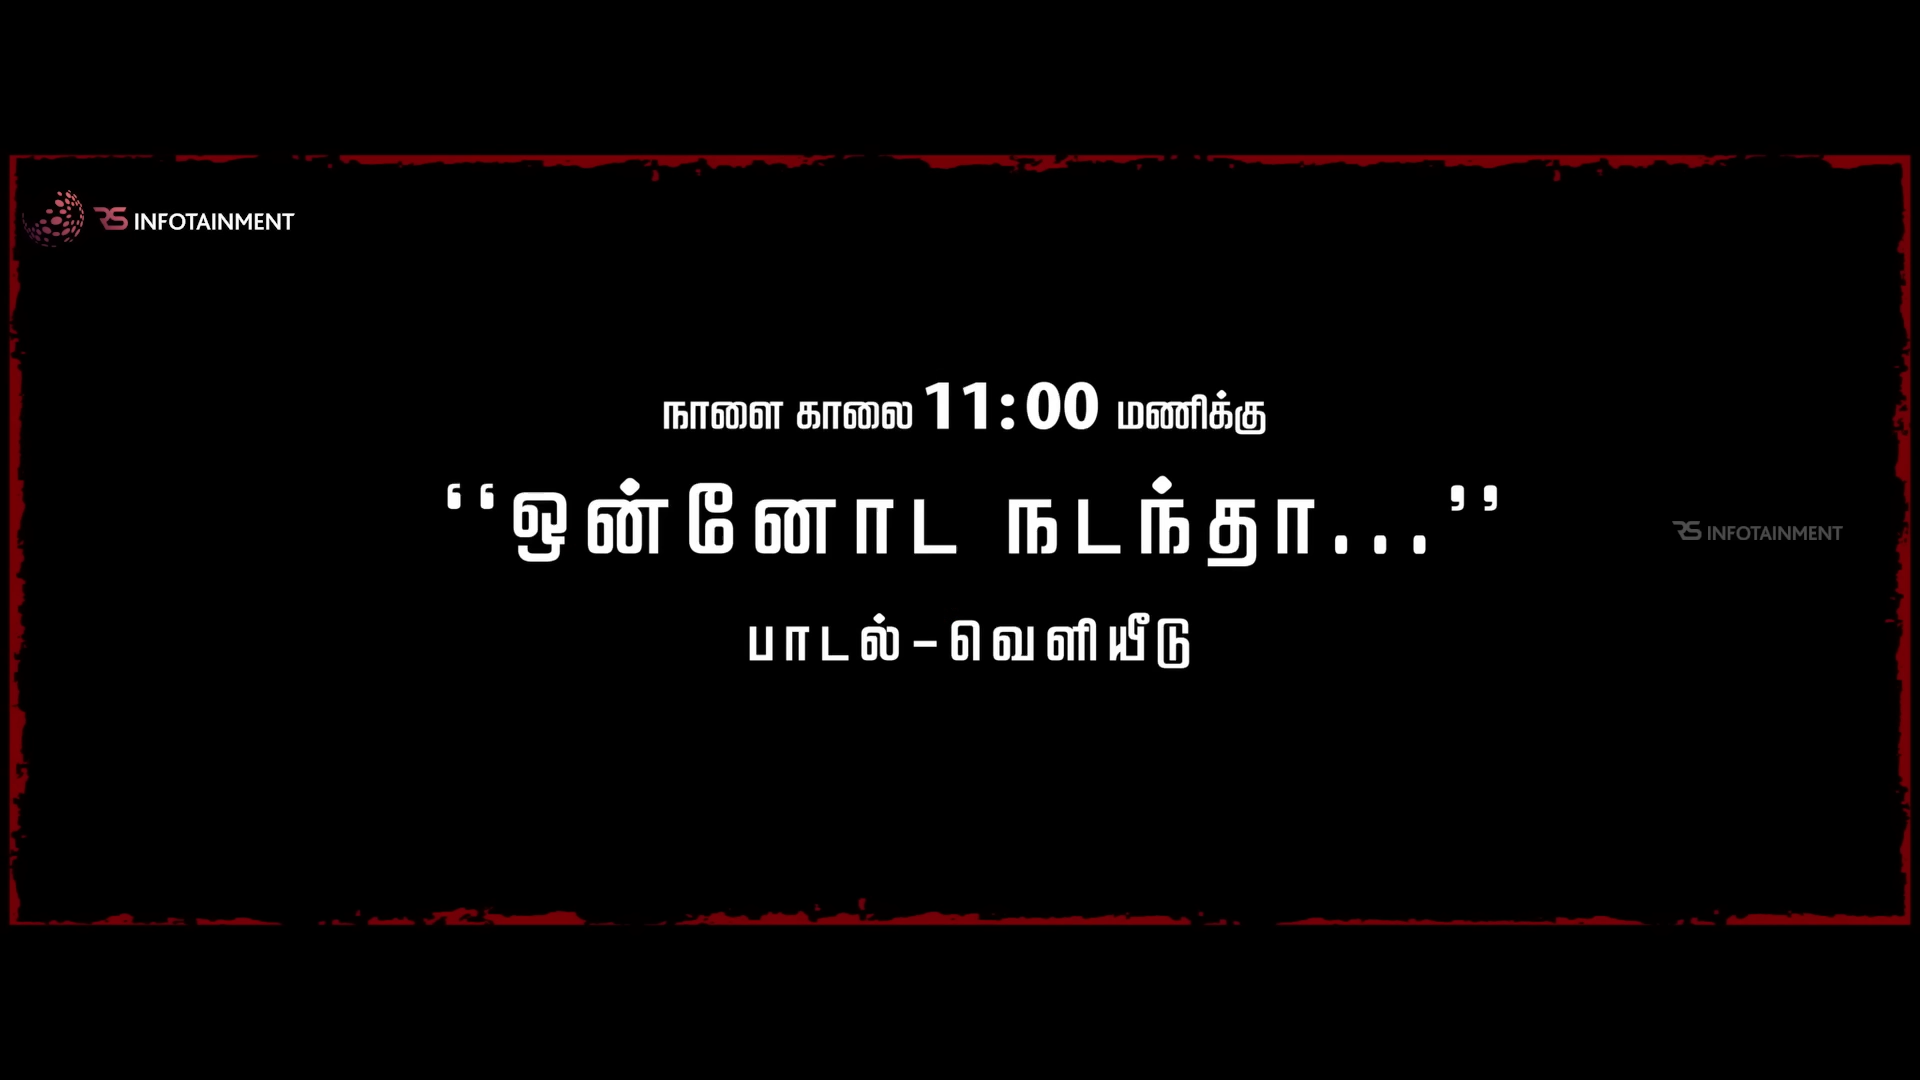 RS INFOTAINMENT
நாளை காலை 11:00 மணிக்கு
‘‘ஒன்னோட நடந்தா...’’
RS INFOTAINMENT
பாடல் – வெளியீடு